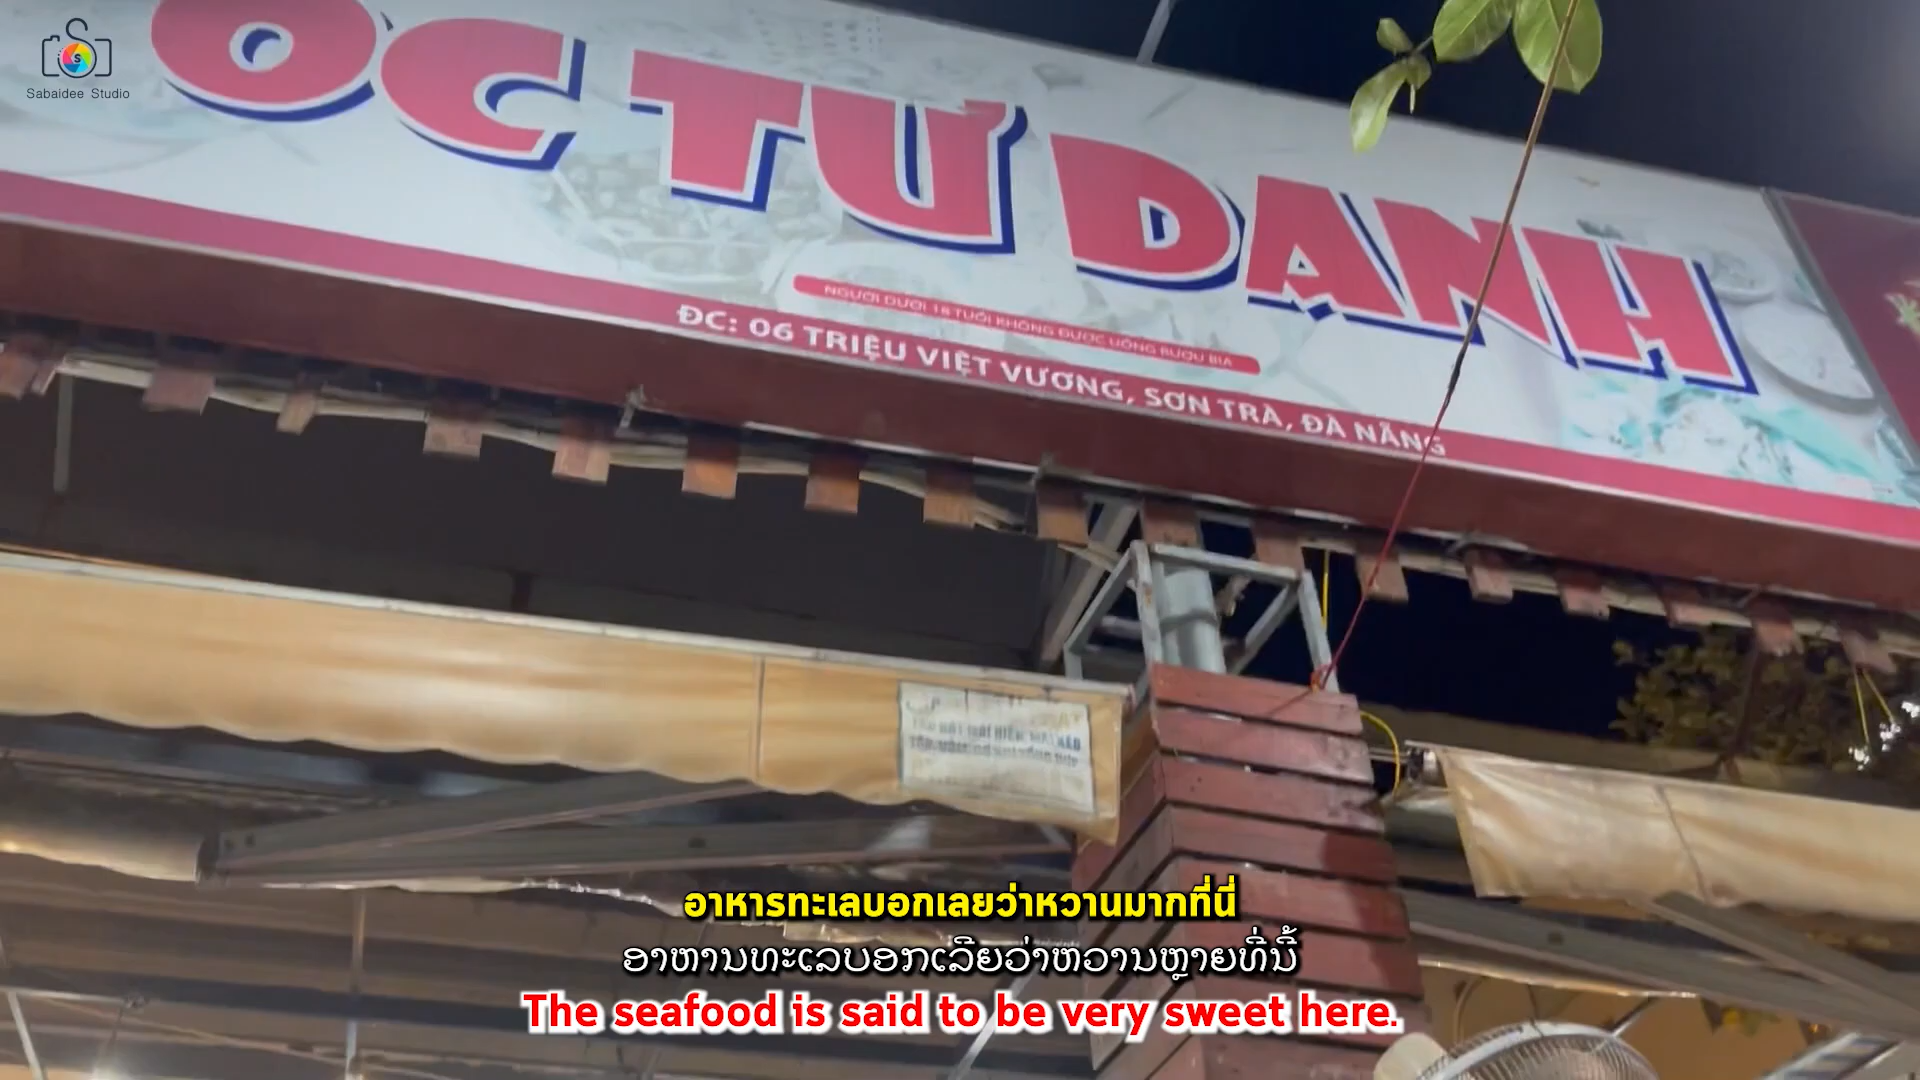 Sabaidee Studio
ỐC TƯ DANH
NGƯỜI DƯỚI 18 TUỔI KHÔNG ĐƯỢC UỐNG RƯỢU BIA
ĐC: 06 TRIỆU VIỆT VƯƠNG, SƠN TRÀ, ĐÀ NẴNG
อาหารทะเลบอกเลยว่าหวานมากที่นี่
ອາຫານທະເລບອກເລີຍວ່າຫວານຫຼາຍທີ່ນີ້
The seafood is said to be very sweet here.